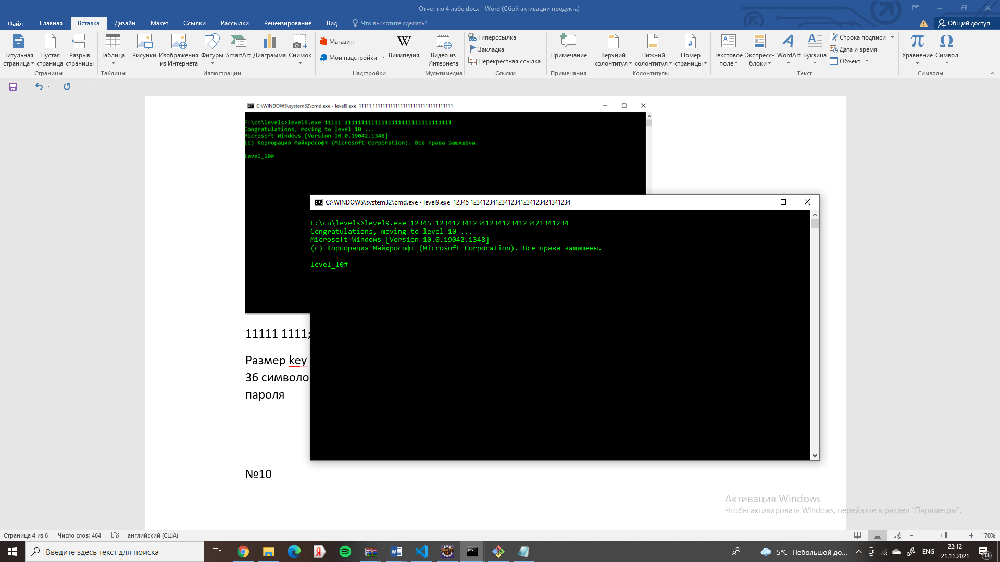 Отчет по 4 лабе.docx - Word (Сбой активации продукта)
Файл Главная Вставка Дизайн Макет Ссылки Рассылки Рецензирование Вид Что вы хотите сделать? Общий доступ
Титульная страница
Пустая страница
Разрыв страницы
Страницы
Таблица
Таблицы
Рисунки
Изображения из Интернета
Фигуры
SmartArt
Диаграмма
Снимок
Иллюстрации
Магазин
Мои надстройки
Википедия
Надстройки
Видео из Интернета
Мультимедиа
Гиперссылка
Закладка
Перекрестная ссылка
Ссылки
Примечание
Примечания
Верхний колонтитул
Нижний колонтитул
Номер страницы
Колонтитулы
Текстовое поле
Экспресс-блоки
WordArt
Буквица
Строка подписи
Дата и время
Объект
Текст
Уравнение
Символ
Символы
C:\WINDOWS\system32\cmd.exe - level9.exe 11111
F:\сп\levels>level9.exe 11111
Congratulations, moving to level 10 ...
Microsoft Windows [Version 10.0.19042.1348]
(c) Корпорация Майкрософт (Microsoft Corporation). Все права защищены.
level_10#
C:\WINDOWS\system32\cmd.exe - level9.exe 12345 1234123412341234123412342​1341234
F:\сп\levels>level9.exe 12345 1234123412341234123412342​1341234
Congratulations, moving to level 10 ...
Microsoft Windows [Version 10.0.19042.1348]
(c) Корпорация Майкрософт (Microsoft Corporation). Все права защищены.
level_10#
11111 1111;
Размер key
36 символо
пароля
№10
Активация Windows
Чтобы активировать Windows, перейдите в раздел "Параметры".
Страница 4 из 6 Число слов: 464 английский (США) 170%
Введите здесь текст для поиска
5°C Небольшой до... ENG 22:12
21.11.2021
13